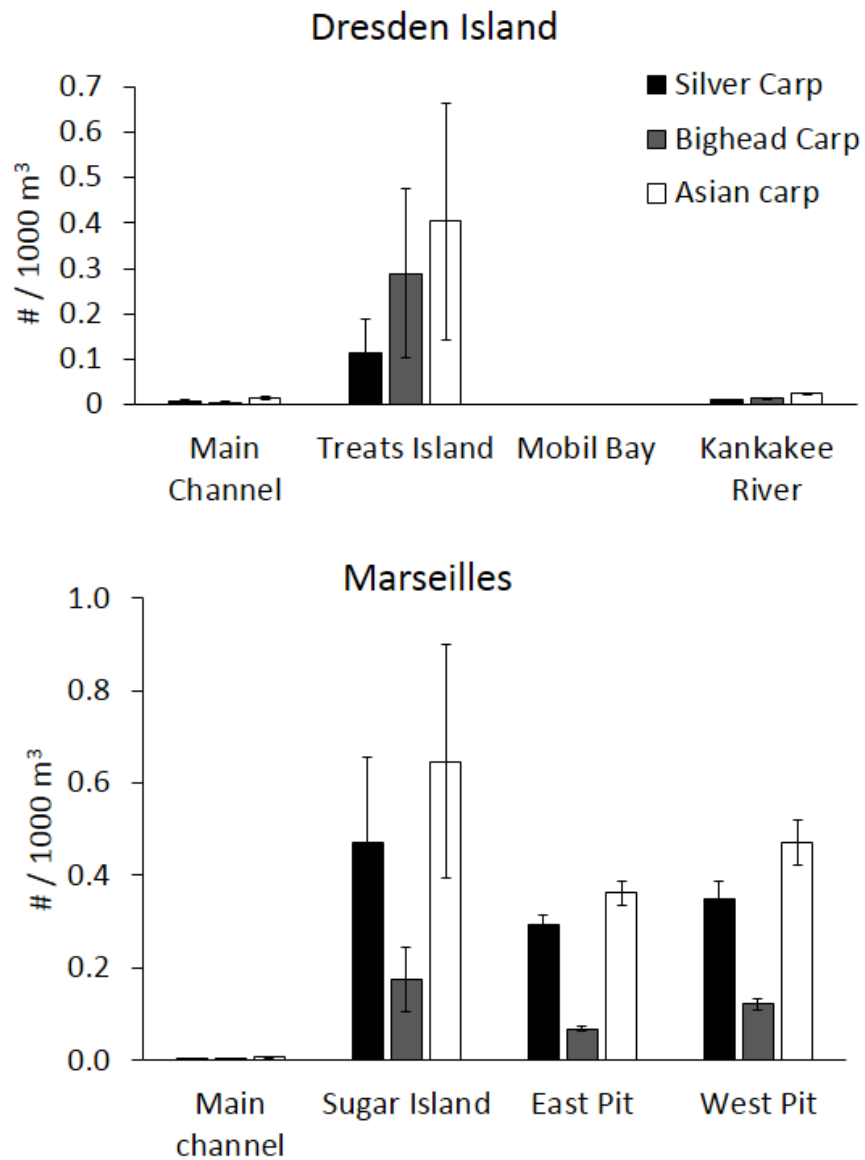 Dresden Island
Silver Carp
Bighead Carp
Asian carp
# / 1000 m³
0.7
0.6
0.5
0.4
0.3
0.2
0.1
0
Main
Channel
Treats Island
Mobil Bay
Kankakee
River
Marseilles
# / 1000 m³
1.0
0.8
0.6
0.4
0.2
0.0
Main
channel
Sugar Island
East Pit
West Pit